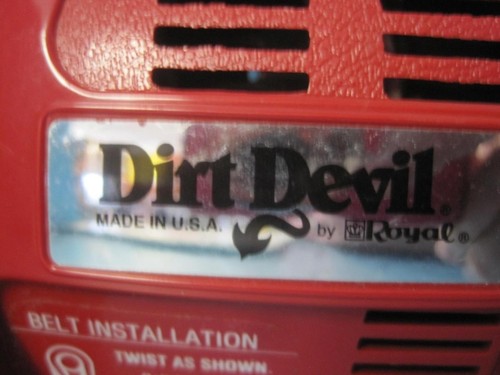 Dirt Devil®
MADE IN U.S.A. by Royal®
BELT INSTALLATION
TWIST AS SHOWN.